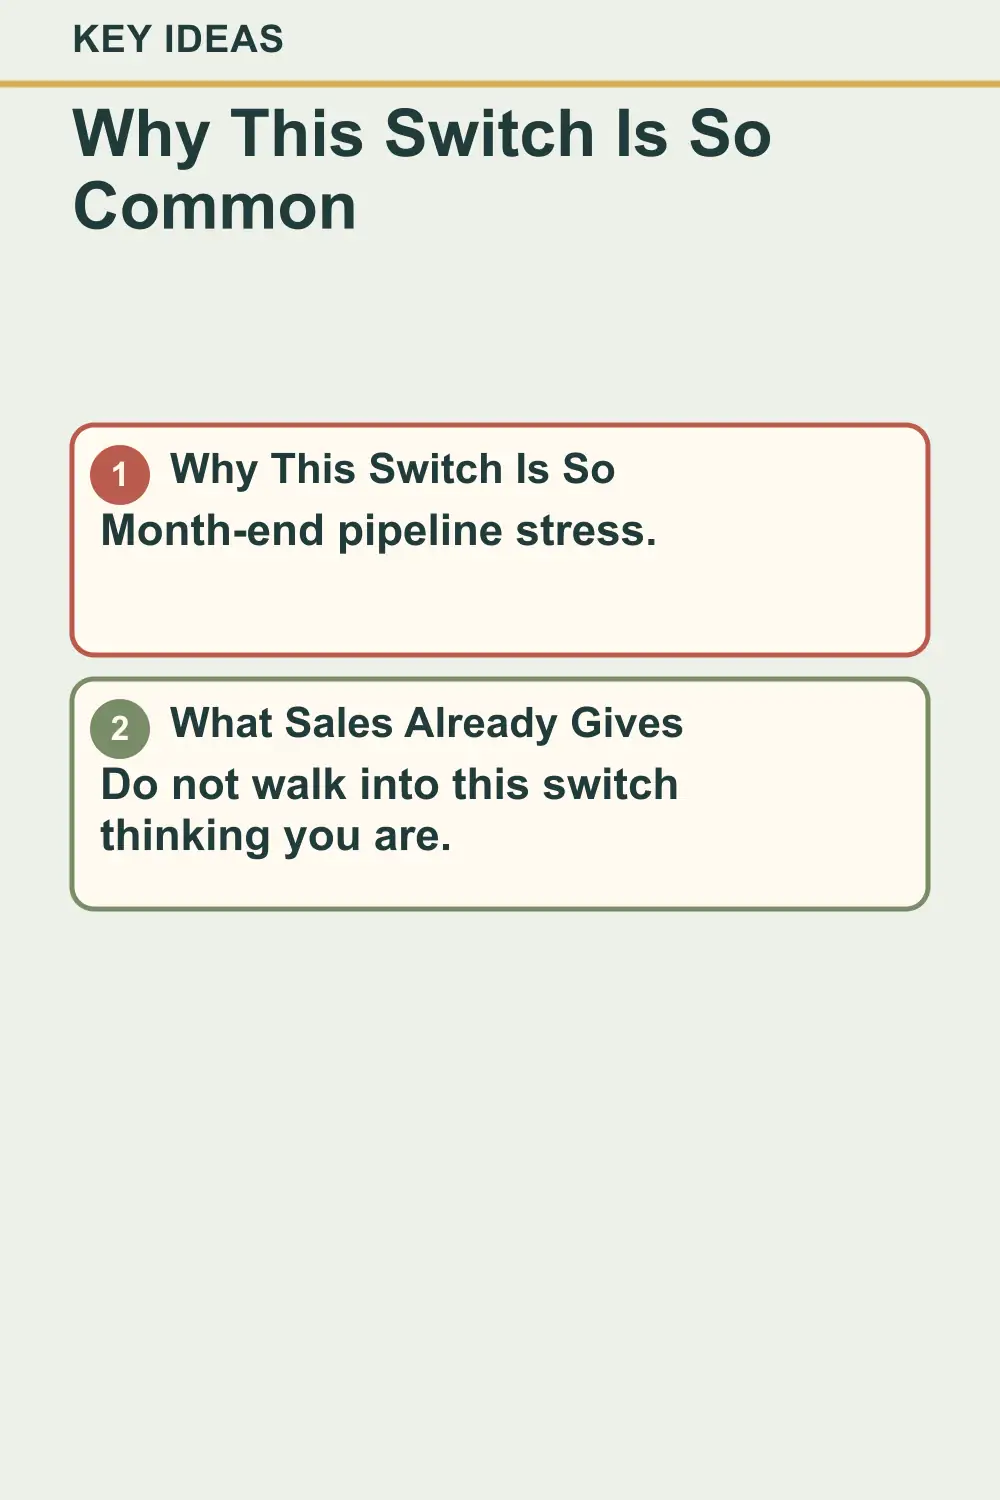 KEY IDEAS
Why This Switch Is So
Common
1 Why This Switch Is So
Month-end pipeline stress.
2 What Sales Already Gives
Do not walk into this switch
thinking you are.